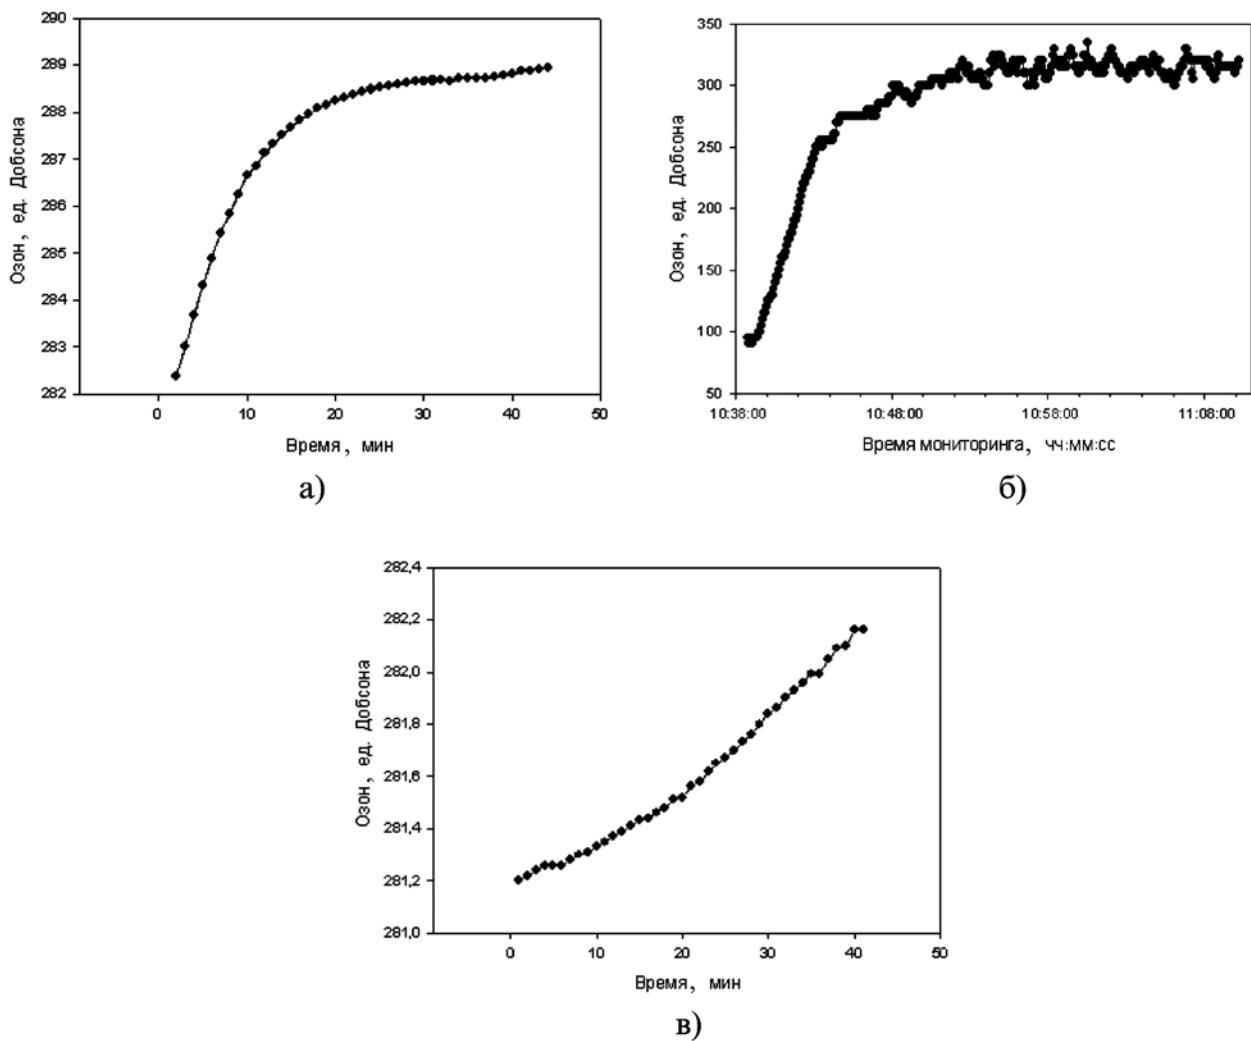 290
289
288
287
286
285
284
283
282
Озон, ед. Добсона
0 10 20 30 40 50
Время, мин
а)
350
300
250
200
150
100
50
Озон, ед. Добсона
10:38:00 10:48:00 10:58:00 11:08:00
Время мониторинга, чч:мм:сс
б)
282,4
282,2
282,0
281,8
281,6
281,4
281,2
281,0
Озон, ед. Добсона
0 10 20 30 40 50
Время, мин
в)